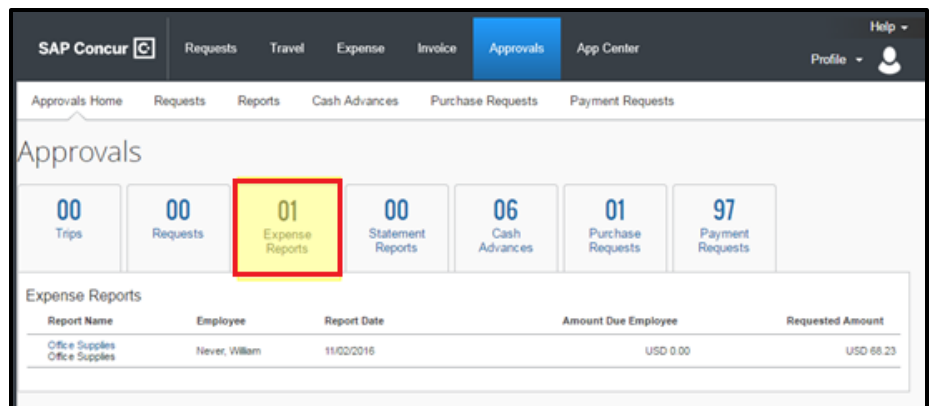 Help
SAP Concur C Requests Travel Expense Invoice Approvals App Center
Profile
Approvals Home Requests Reports Cash Advances Purchase Requests Payment Requests
Approvals
00 00 01 00 06 01 97
Trips Requests Expense Statement Cash Purchase Payment
Reports Reports Advances Requests Requests
Expense Reports
Report Name Employee Report Date Amount Due Employee Requested Amount
Office Supplies
Office Supplies Never, William 11/02/2016 USD 0.00 USD 68.23